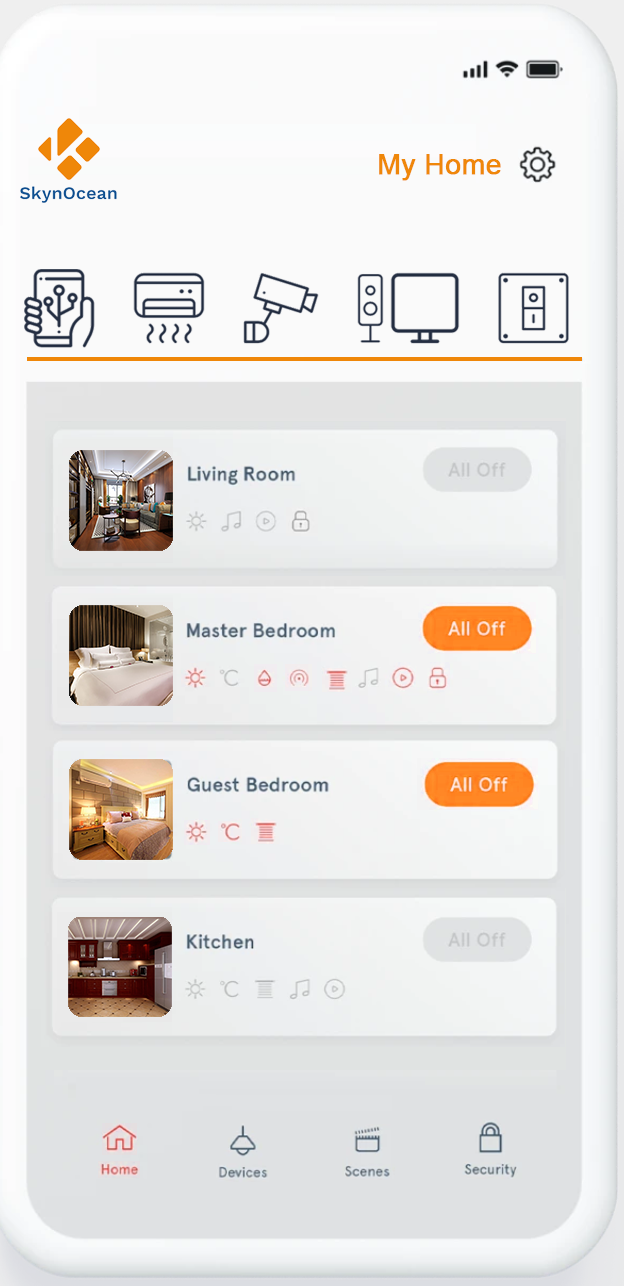 SkynOcean
My Home
Living Room
All Off
Master Bedroom
All Off
℃
Guest Bedroom
All Off
℃
Kitchen
All Off
℃
Home
Devices
Scenes
Security